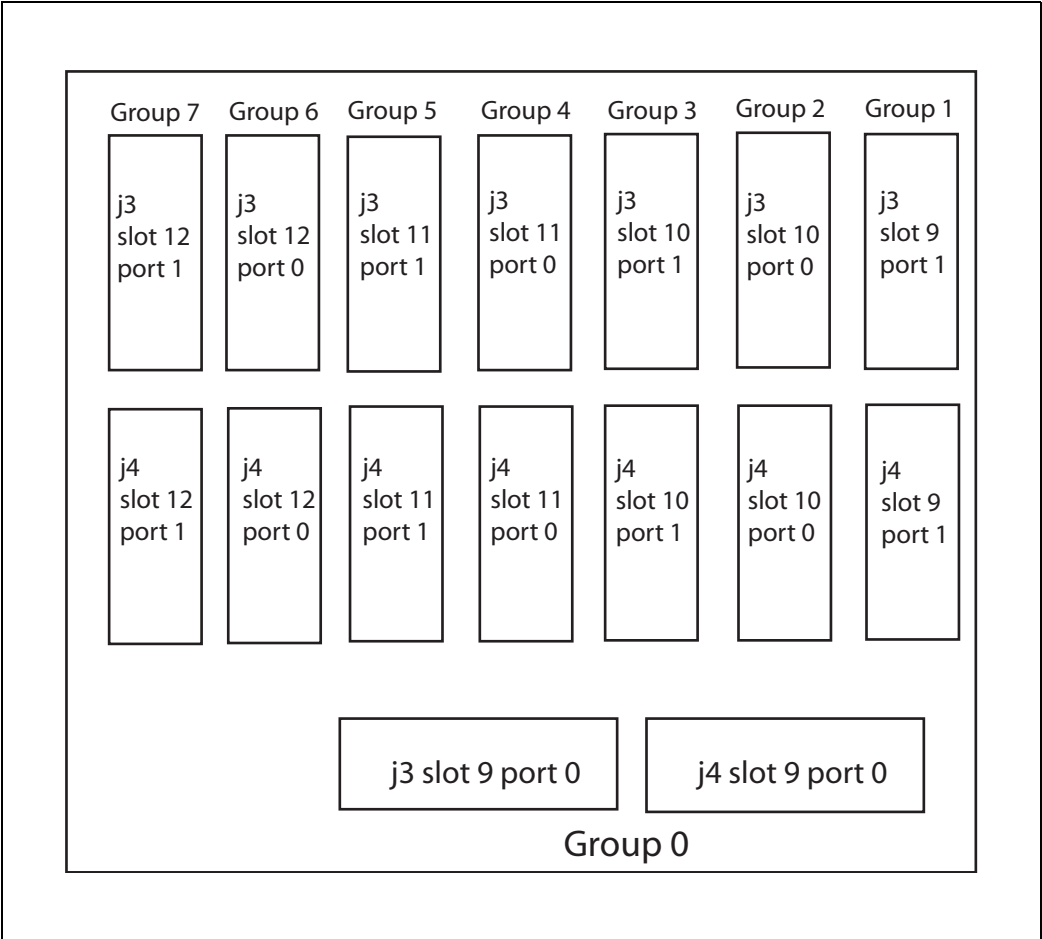 Group 7 Group 6 Group 5 Group 4 Group 3 Group 2 Group 1
j3
slot 12
port 1
j3
slot 12
port 0
j3
slot 11
port 1
j3
slot 11
port 0
j3
slot 10
port 1
j3
slot 10
port 0
j3
slot 9
port 1
j4
slot 12
port 1
j4
slot 12
port 0
j4
slot 11
port 1
j4
slot 11
port 0
j4
slot 10
port 1
j4
slot 10
port 0
j4
slot 9
port 1
j3 slot 9 port 0
j4 slot 9 port 0
Group 0